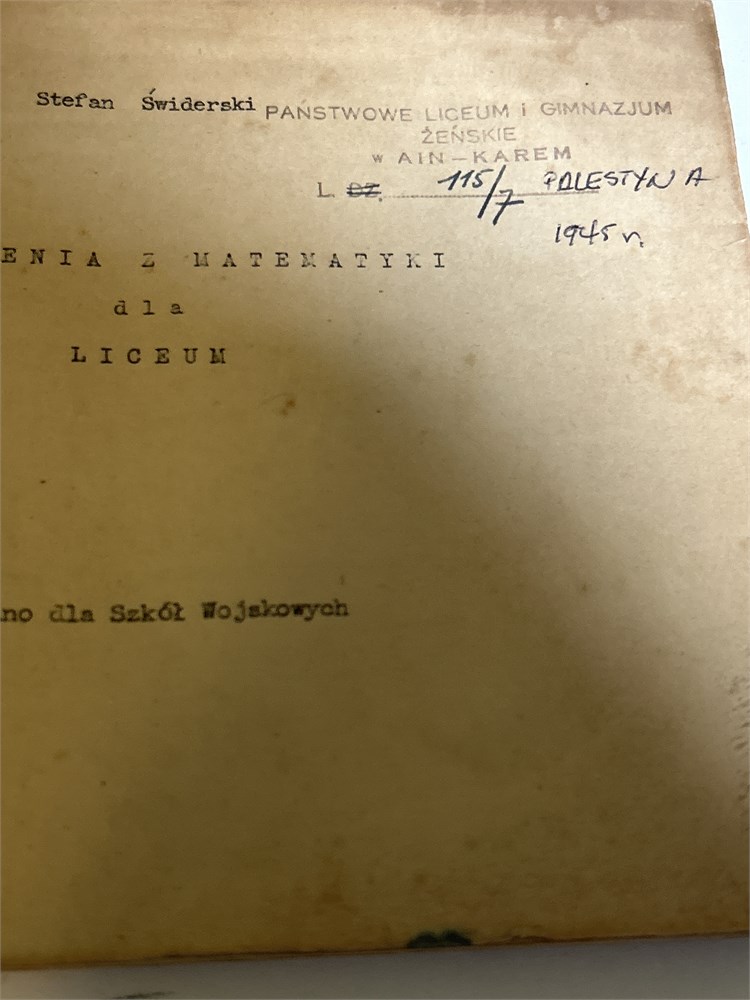 Stefan Świderski
PAŃSTWOWE LICEUM i GIMNAZJUM
ŻEŃSKIE
w AIN-KAREM
L. DZ. 115/7 PALESTYNA
1945 r.
ENIA Z MATEMATYKI
dla
LICEUM
no dla Szkół Wojskowych